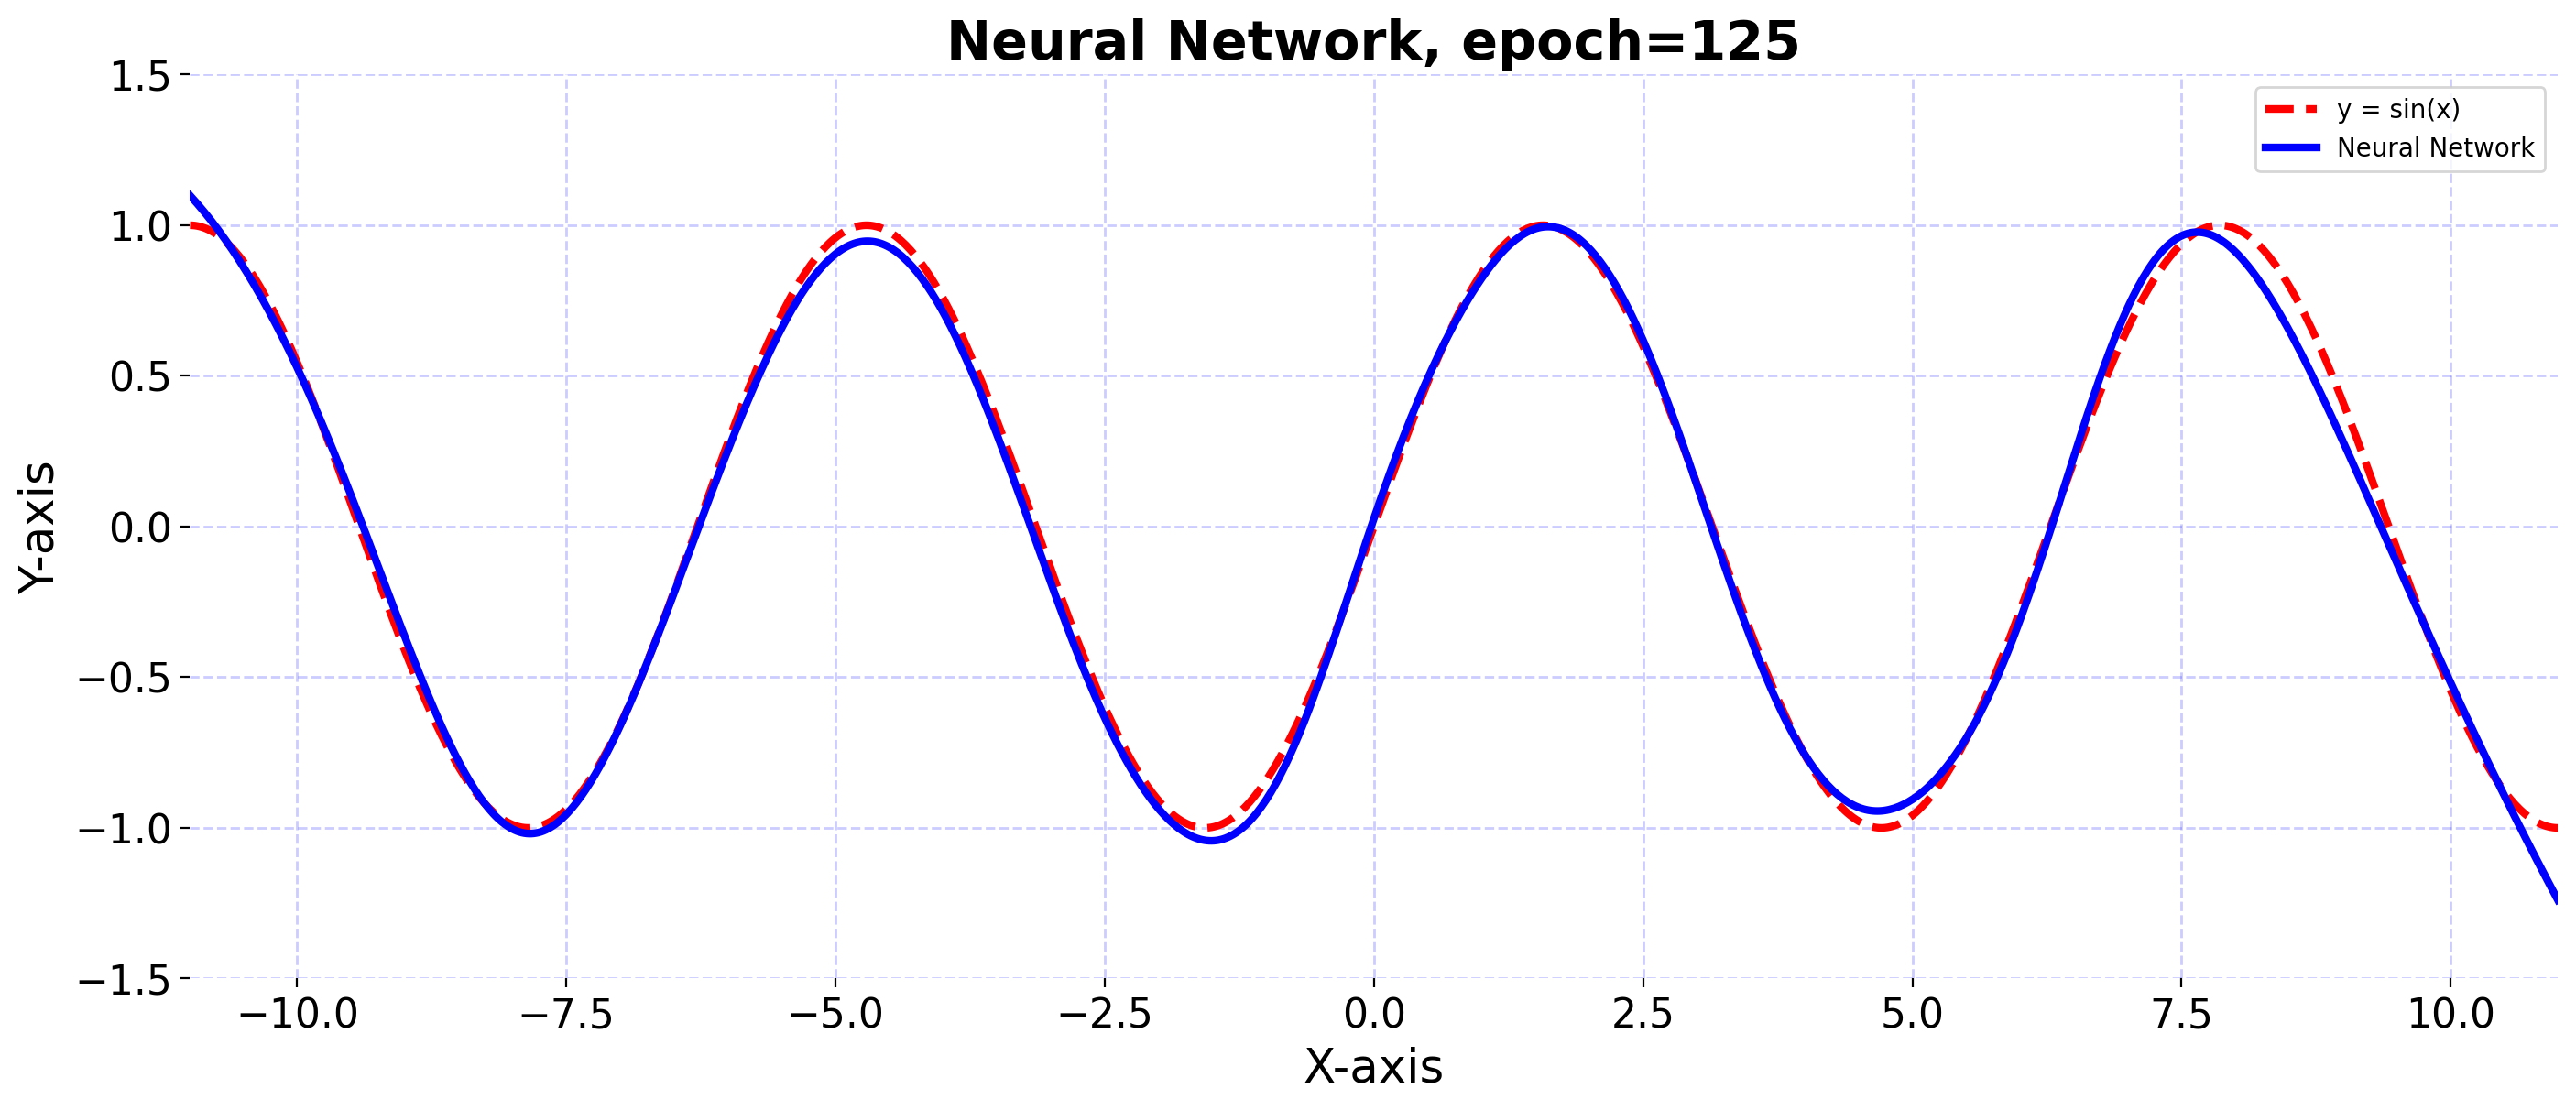 Neural Network, epoch=125
y = sin(x)
Neural Network
1.5
1.0
0.5
0.0
−0.5
−1.0
−1.5
Y-axis
−10.0 −7.5 −5.0 −2.5 0.0 2.5 5.0 7.5 10.0
X-axis